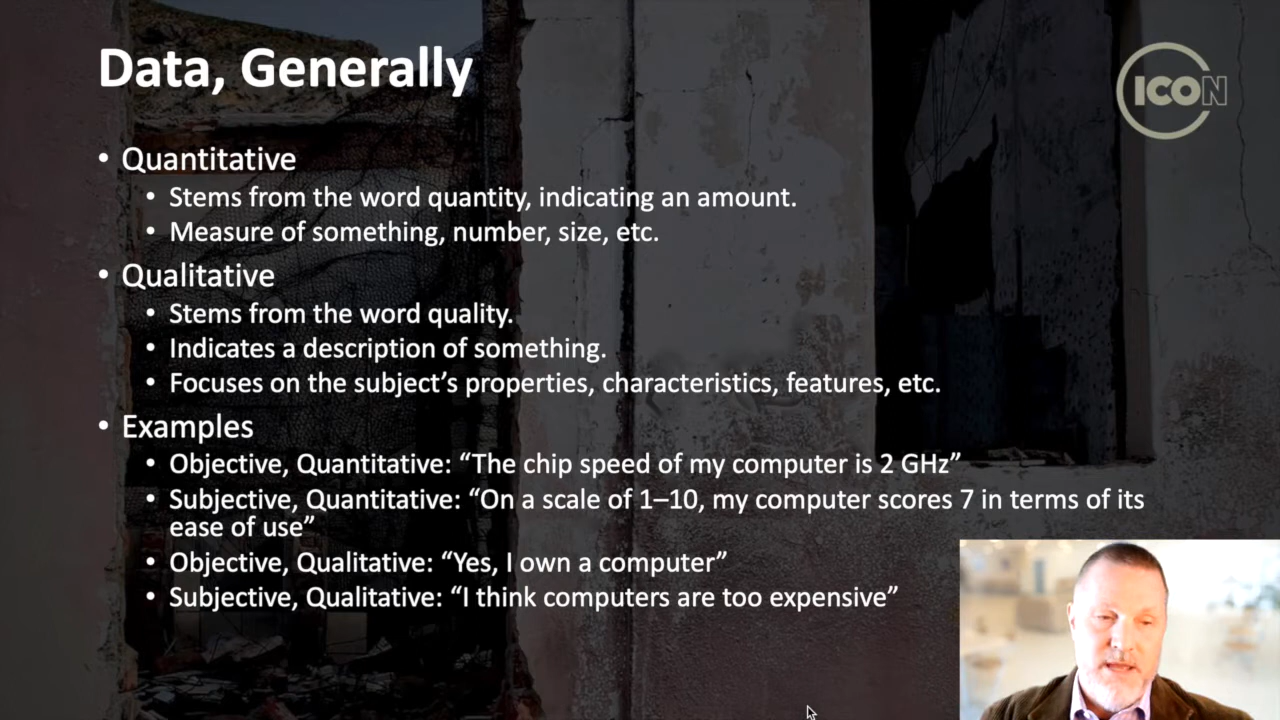 Data, Generally
ICON
• Quantitative
• Stems from the word quantity, indicating an amount.
• Measure of something, number, size, etc.
• Qualitative
• Stems from the word quality.
• Indicates a description of something.
• Focuses on the subject’s properties, characteristics, features, etc.
• Examples
• Objective, Quantitative: “The chip speed of my computer is 2 GHz”
• Subjective, Quantitative: “On a scale of 1–10, my computer scores 7 in terms of its
ease of use”
• Objective, Qualitative: “Yes, I own a computer”
• Subjective, Qualitative: “I think computers are too expensive”